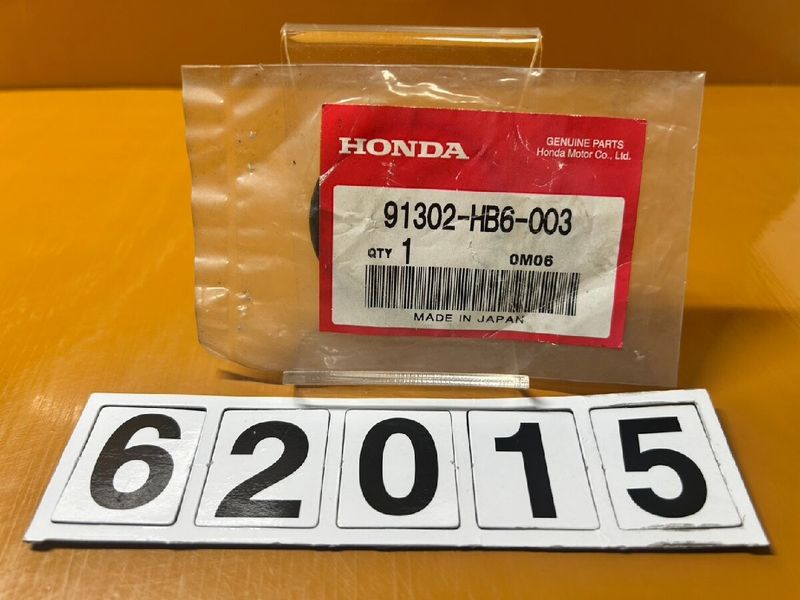 HONDA
GENUINE PARTS
Honda Motor Co., Ltd.
91302-HB6-003
QTY 1 0M06
MADE IN JAPAN
62015